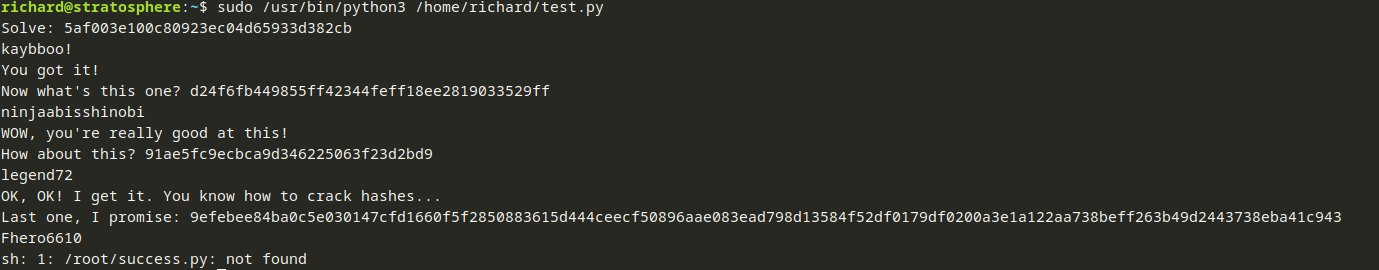 richard@stratosphere:~$ sudo /usr/bin/python3 /home/richard/test.py
Solve: 5af003e100c80923ec04d65933d382cb
kaybboo!
You got it!
Now what's this one? d24f6fb449855ff42344feff18ee2819033529ff
ninjaabisshinobi
WOW, you're really good at this!
How about this? 91ae5fc9ecbca9d346225063f23d2bd9
legend72
OK, OK! I get it. You know how to crack hashes...
Last one, I promise: 9efebee84ba0c5e030147cfd1660f5f2850883615d444ceecf50896aae083ead798d13584f52df0179df0200a3e1a122aa738beff263b49d2443738eba41c943
Fhero6610
sh: 1: /root/success.py: not found